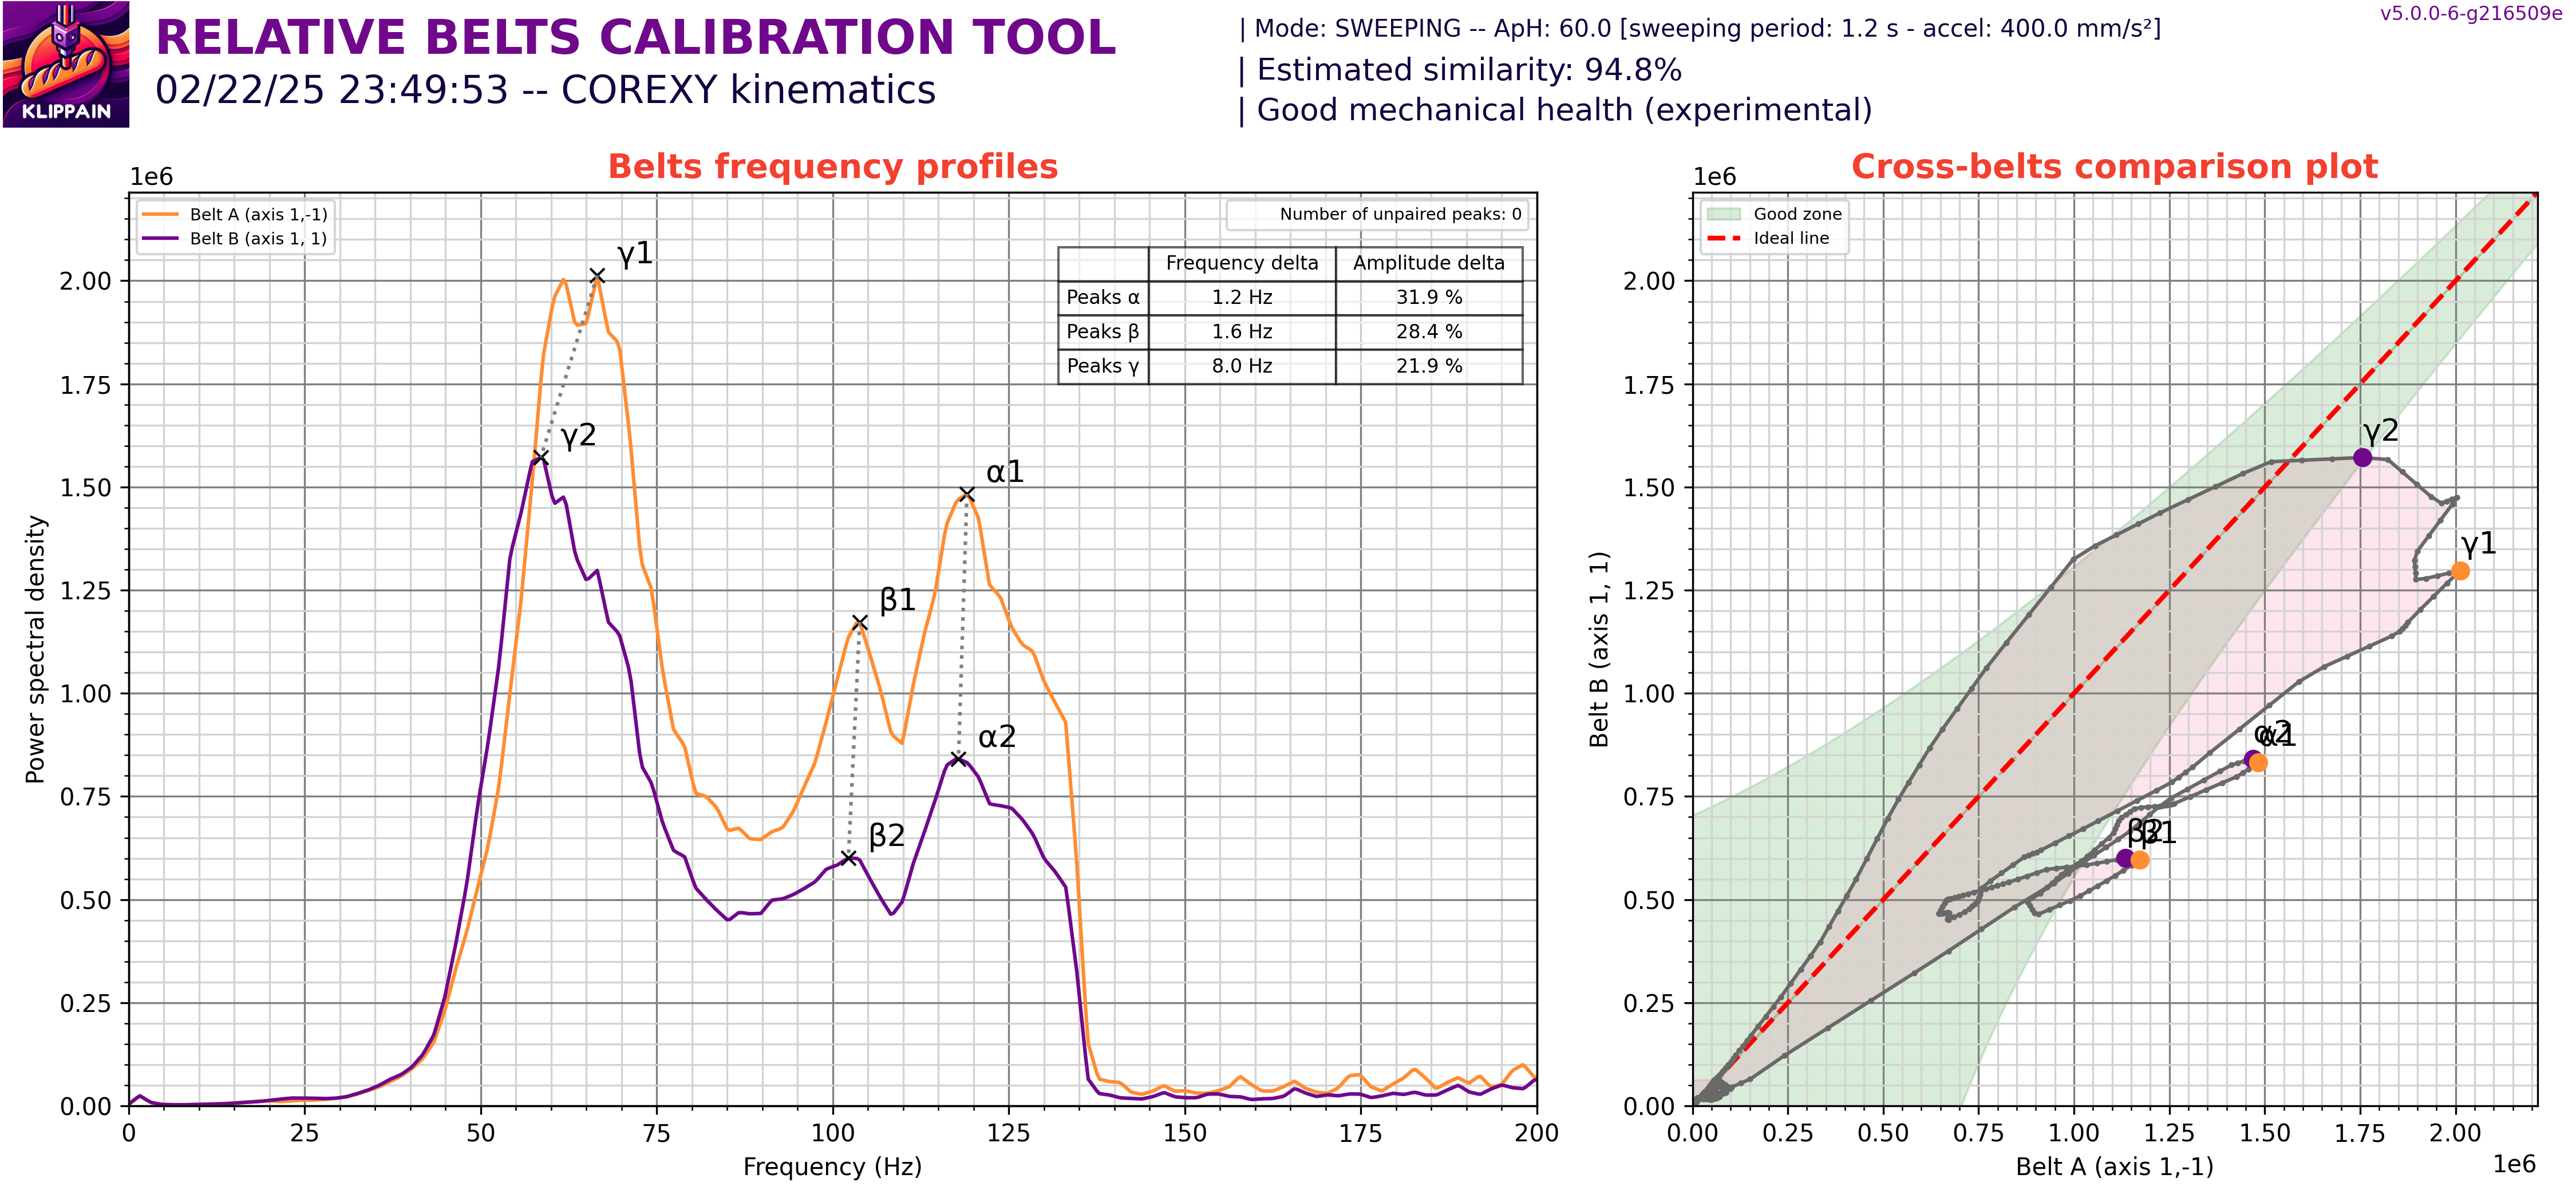 KLIPPAIN
RELATIVE BELTS CALIBRATION TOOL
02/22/25 23:49:53 -- COREXY kinematics
| Mode: SWEEPING -- ApH: 60.0 [sweeping period: 1.2 s - accel: 400.0 mm/s²]
| Estimated similarity: 94.8%
| Good mechanical health (experimental)
v5.0.0-6-g216509e
Belts frequency profiles
1e6
Belt A (axis 1,-1)
Belt B (axis 1, 1)
Number of unpaired peaks: 0
Frequency delta Amplitude delta
Peaks α 1.2 Hz 31.9 %
Peaks β 1.6 Hz 28.4 %
Peaks γ 8.0 Hz 21.9 %
γ1
γ2
α1
β1
α2
β2
2.00
1.75
1.50
1.25
1.00
0.75
0.50
0.25
0.00
Power spectral density
0 25 50 75 100 125 150 175 200
Frequency (Hz)
Cross-belts comparison plot
1e6
Good zone
Ideal line
γ2
γ1
α2
α1
β2
β1
2.00
1.75
1.50
1.25
1.00
0.75
0.50
0.25
0.00
Belt B (axis 1, 1)
0.00 0.25 0.50 0.75 1.00 1.25 1.50 1.75 2.00
Belt A (axis 1,-1)
1e6